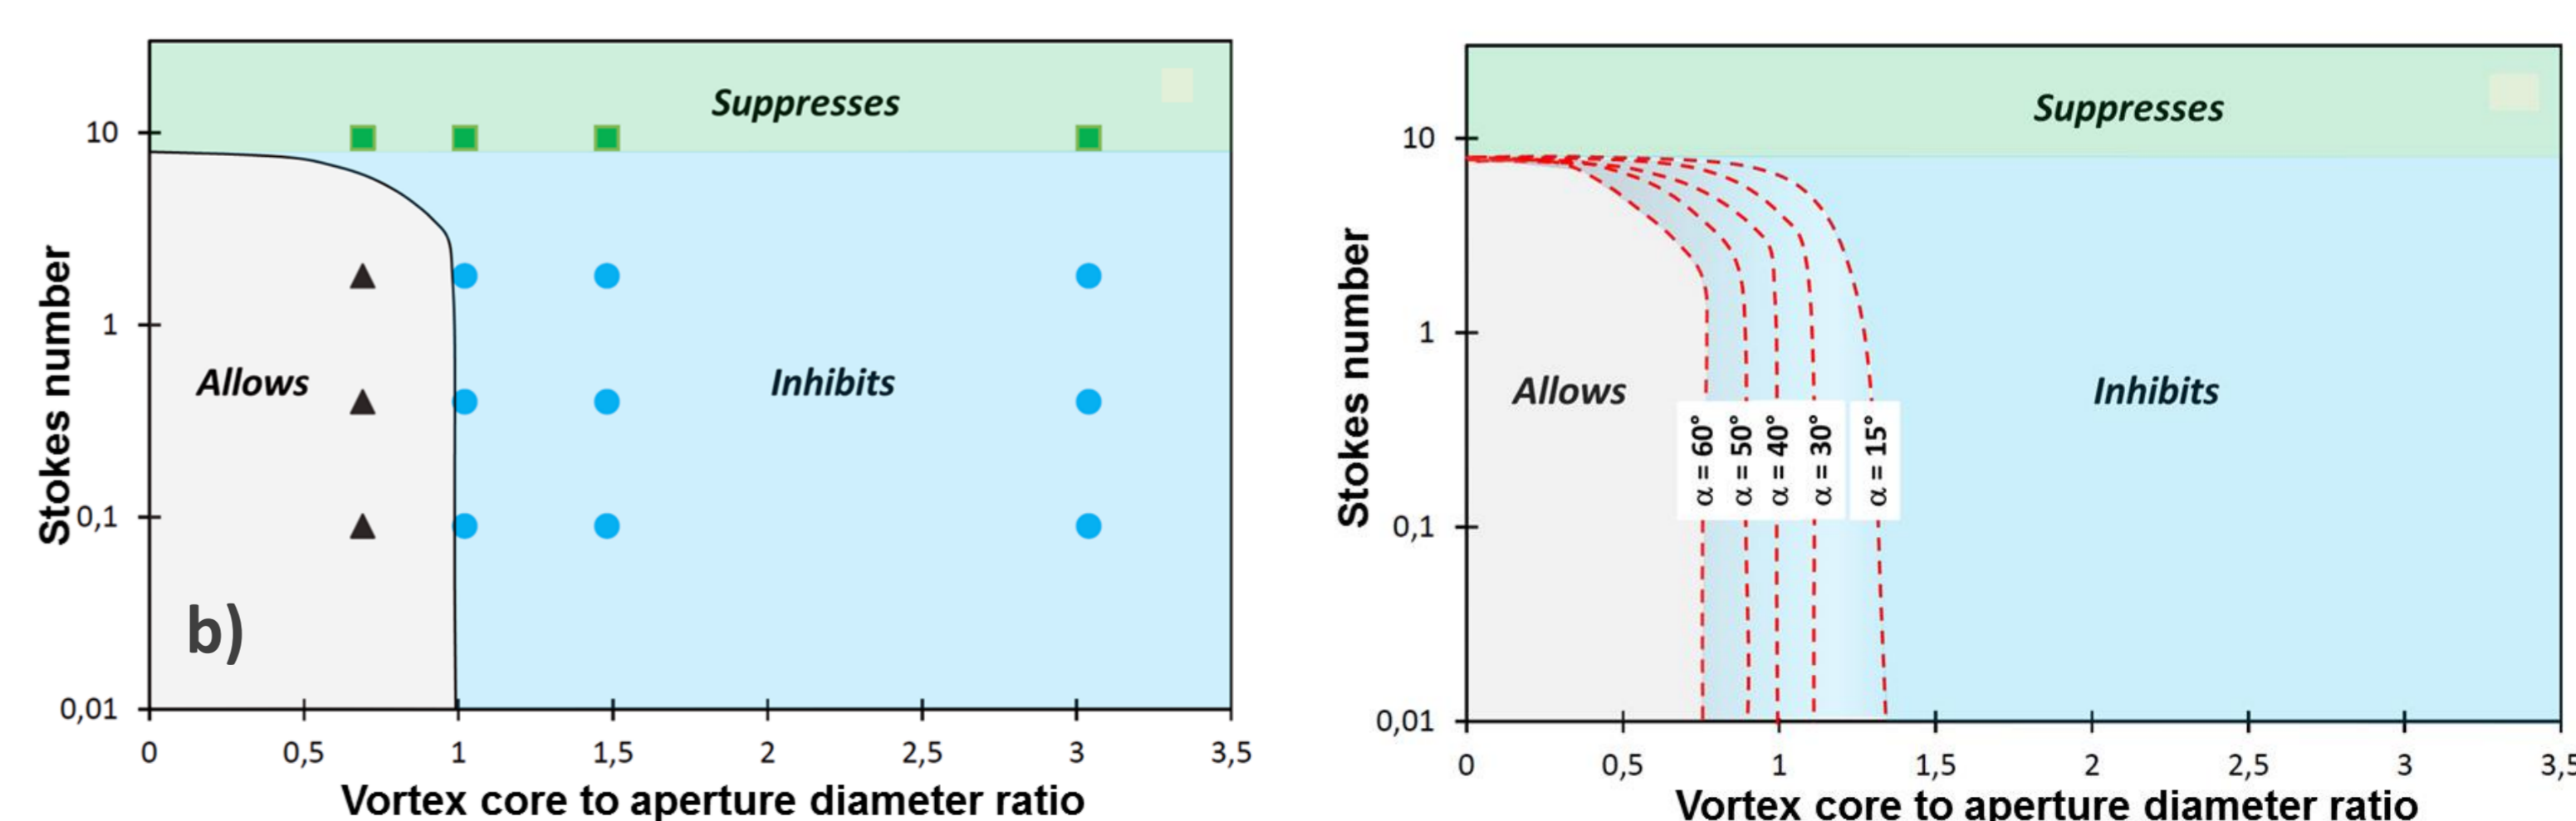 Suppresses
10
1
0,1
0,01
Stokes number
Allows
Inhibits
b)
0
0,5
1
1,5
2
2,5
3
3,5
Vortex core to aperture diameter ratio
Suppresses
10
1
0,1
0,01
Stokes number
Allows
Inhibits
α = 60°
α = 50°
α = 40°
α = 30°
α = 15°
0
0,5
1
1,5
2
2,5
3
3,5
Vortex core to aperture diameter ratio